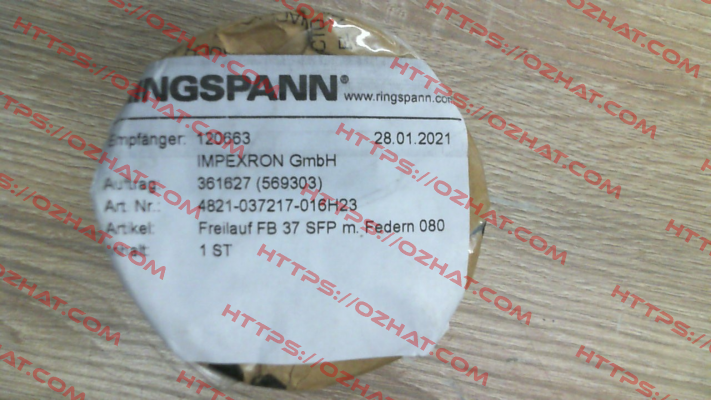 RINGSPANN® www.ringspann.com
Empfänger: 120663 28.01.2021
IMPEXRON GmbH
Auftrag: 361627 (569303)
Art. Nr.: 4821-037217-016H23
Artikel: Freilauf FB 37 SFP m. Federn 080
Inhalt: 1 ST
HTTPS://OZHAT.COM